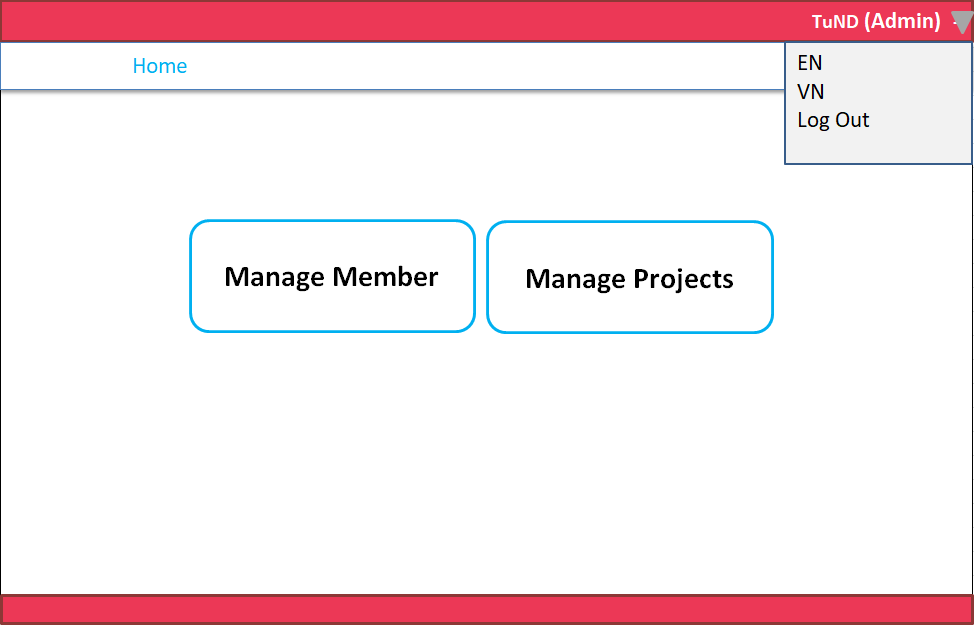 TuND (Admin)
Home
EN
VN
Log Out
Manage Member
Manage Projects